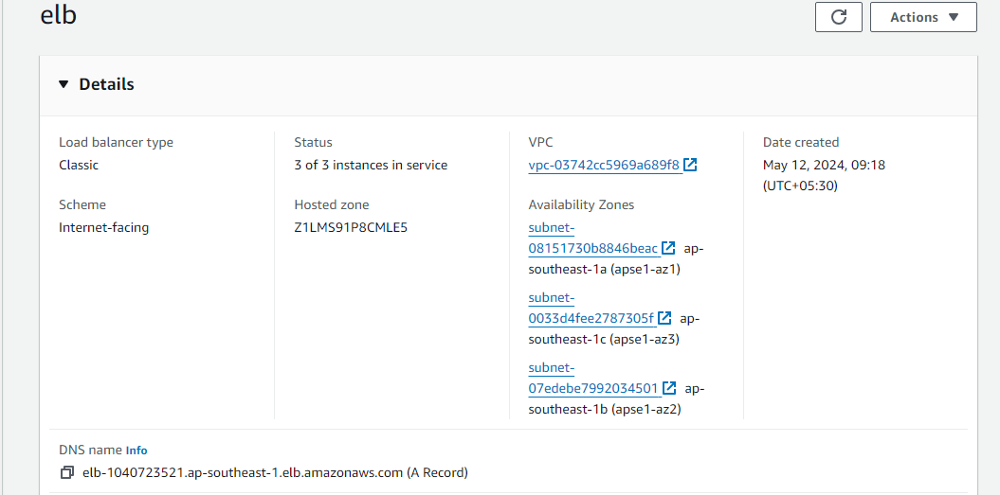 elb
Actions
Details
Load balancer type
Classic
Scheme
Internet-facing
Status
3 of 3 instances in service
Hosted zone
Z1LMS91P8CMLE5
VPC
vpc-03742cc5969a689f8
Availability Zones
subnet-
08151730b8846beac ap-
southeast-1a (apse1-az1)
subnet-
0033d4fee2787305f ap-
southeast-1c (apse1-az3)
subnet-
07edebe7992034501 ap-
southeast-1b (apse1-az2)
Date created
May 12, 2024, 09:18
(UTC+05:30)
DNS name Info
elb-1040723521.ap-southeast-1.elb.amazonaws.com (A Record)